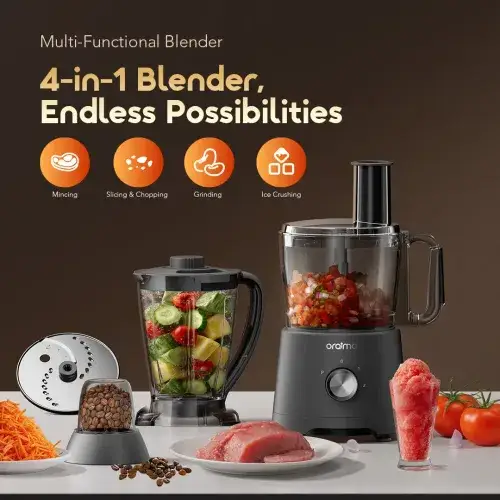 Multi-Functional Blender
4-in-1 Blender,
Endless Possibilities
Mincing
Slicing & Chopping
Grinding
Ice Crushing
oraimo